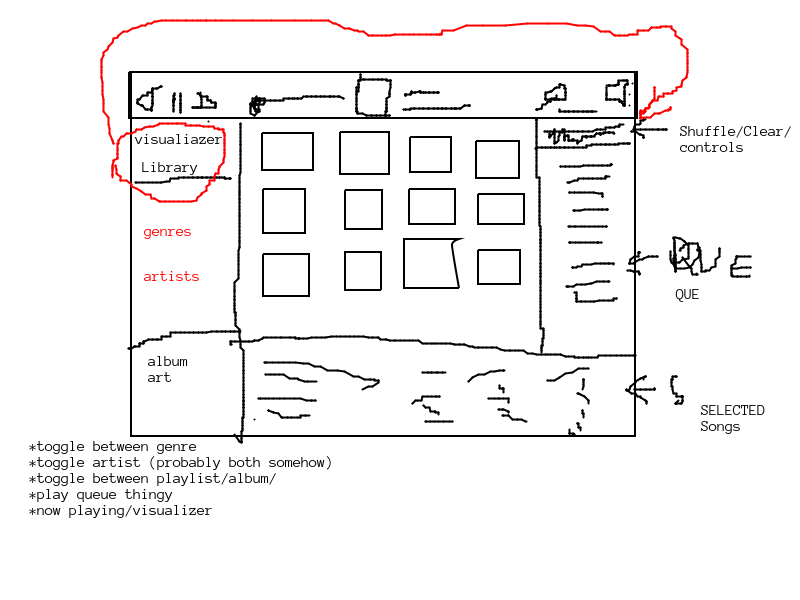 visualiazer
Library
genres
artists
album
art
Shuffle/Clear/
controls
QUE
QUE
SELECTED
Songs
*toggle between genre
*toggle artist (probably both somehow)
*toggle between playlist/album/
*play queue thingy
*now playing/visualizer